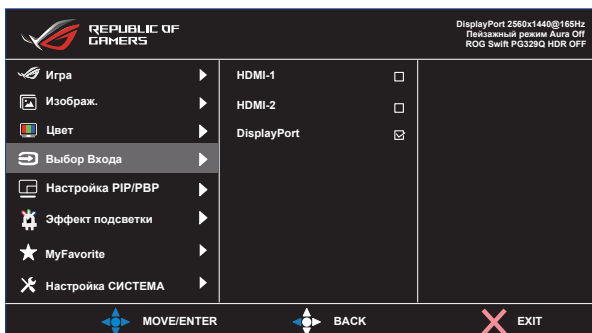 REPUBLIC OF
GAMERS
DisplayPort 2560x1440@165Hz
Пейзажный режим Aura Off
ROG Swift PG329Q HDR OFF
Игра
Изображ.
Цвет
Выбор Входа
Настройка PIP/PBP
Эффект подсветки
MyFavorite
Настройка СИСТЕМА
HDMI-1
HDMI-2
DisplayPort
MOVE/ENTER
BACK
EXIT